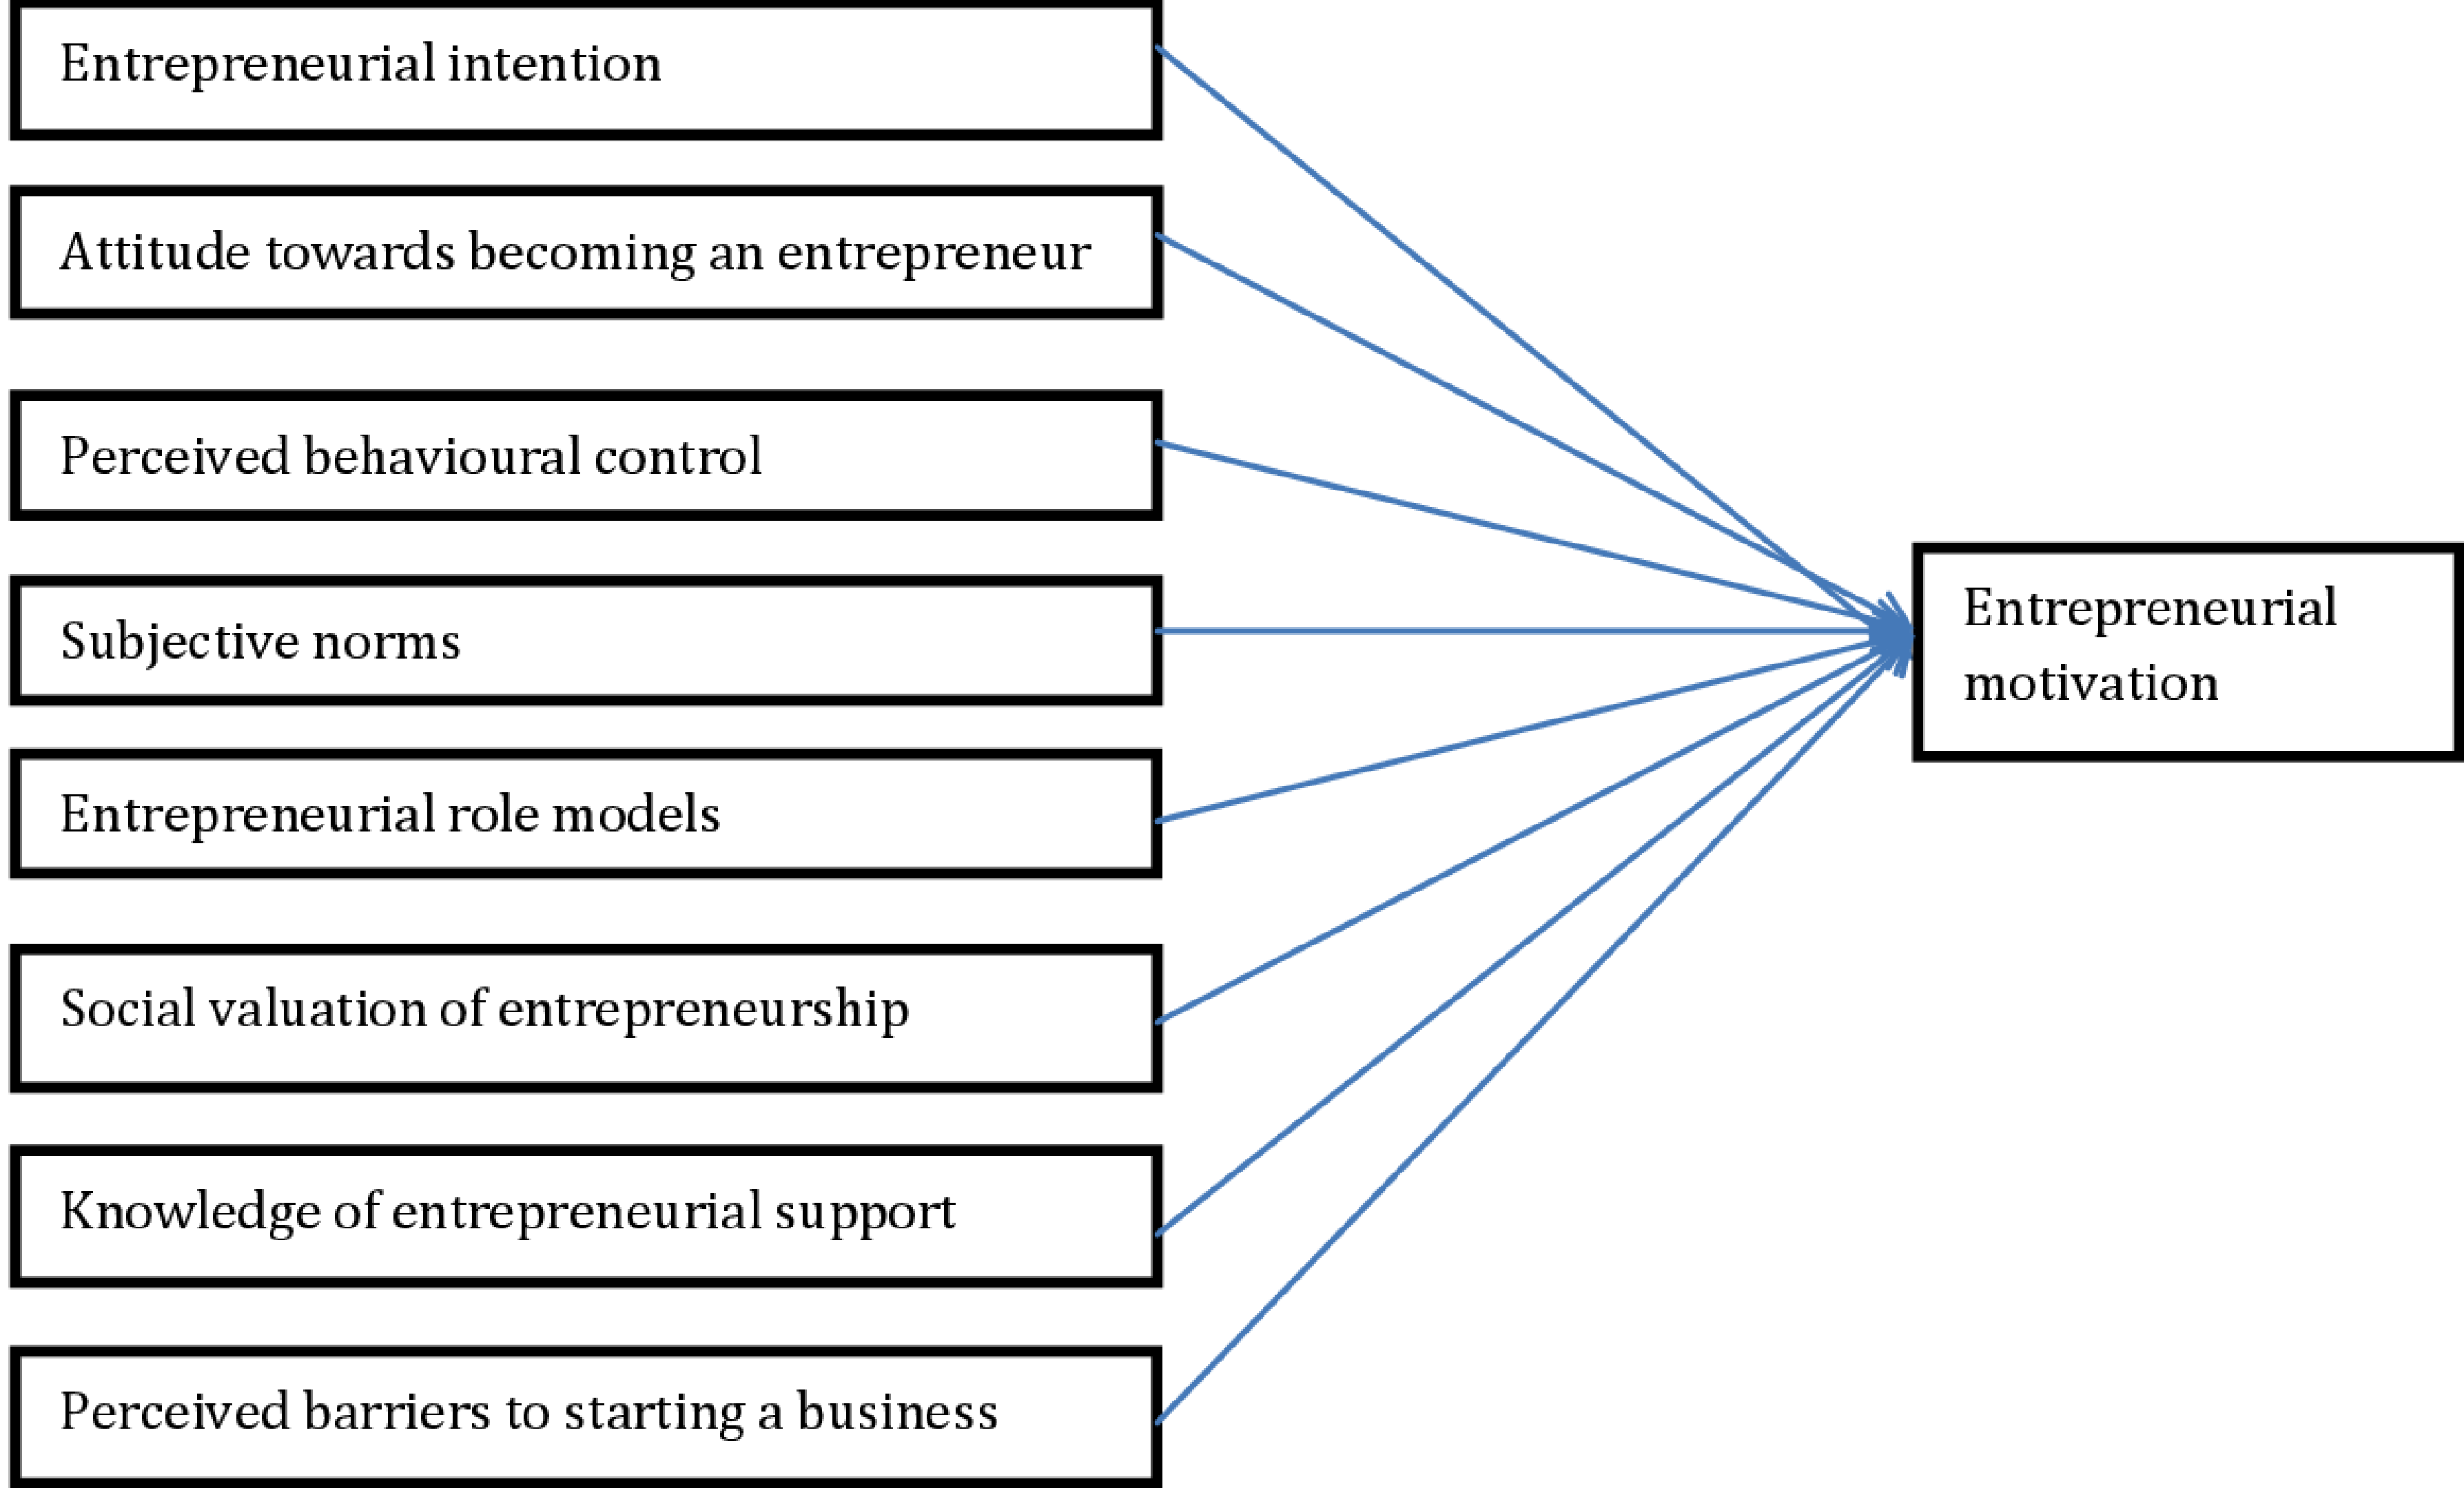 Entrepreneurial intention
Attitude towards becoming an entrepreneur
Perceived behavioural control
Subjective norms
Entrepreneurial role models
Social valuation of entrepreneurship
Knowledge of entrepreneurial support
Perceived barriers to starting a business
Entrepreneurial
motivation